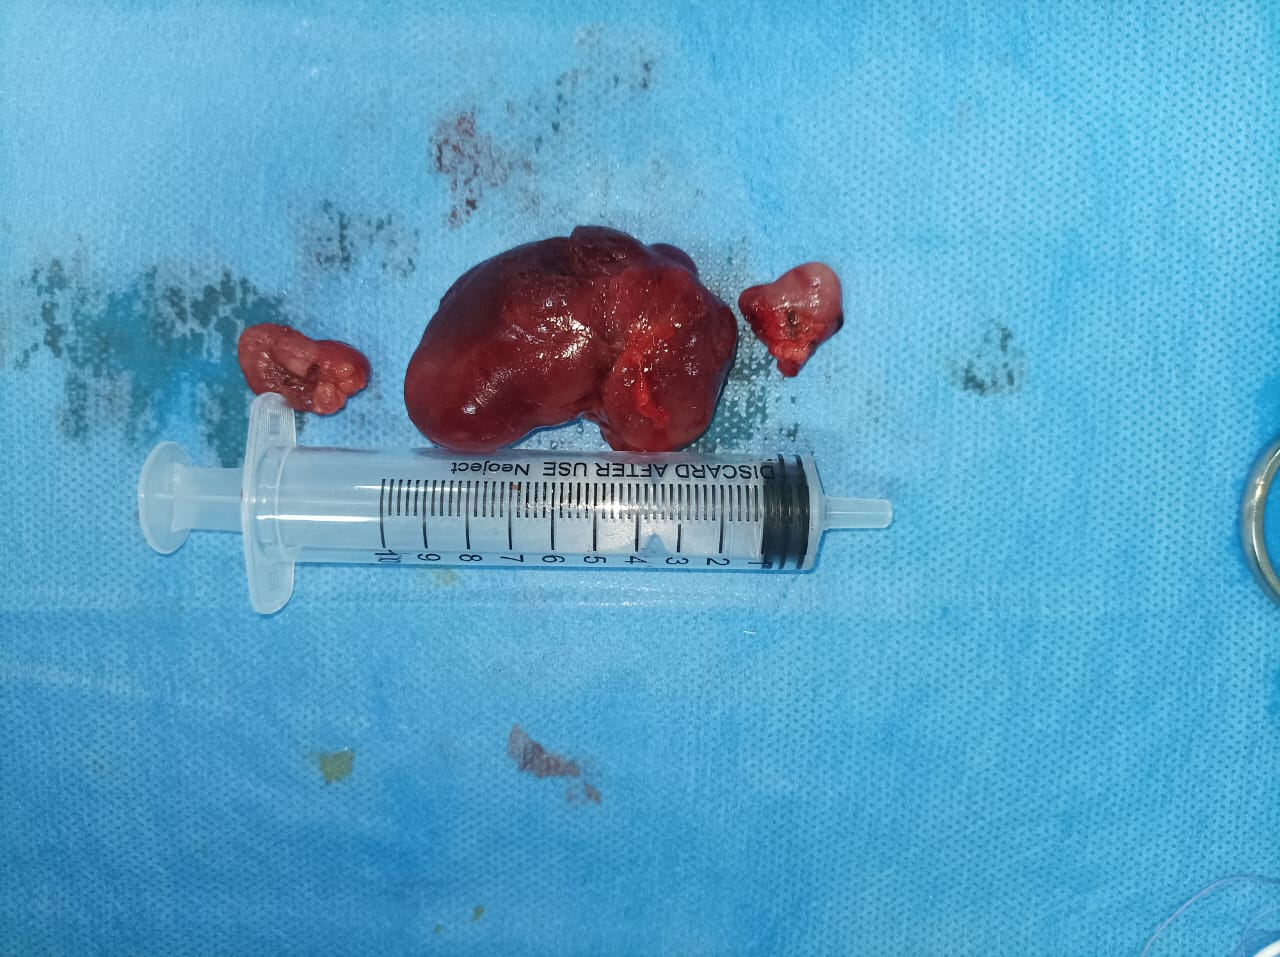 DISCARD AFTER USE Neoject
10 9 8 7 6 5 4 3 2 1